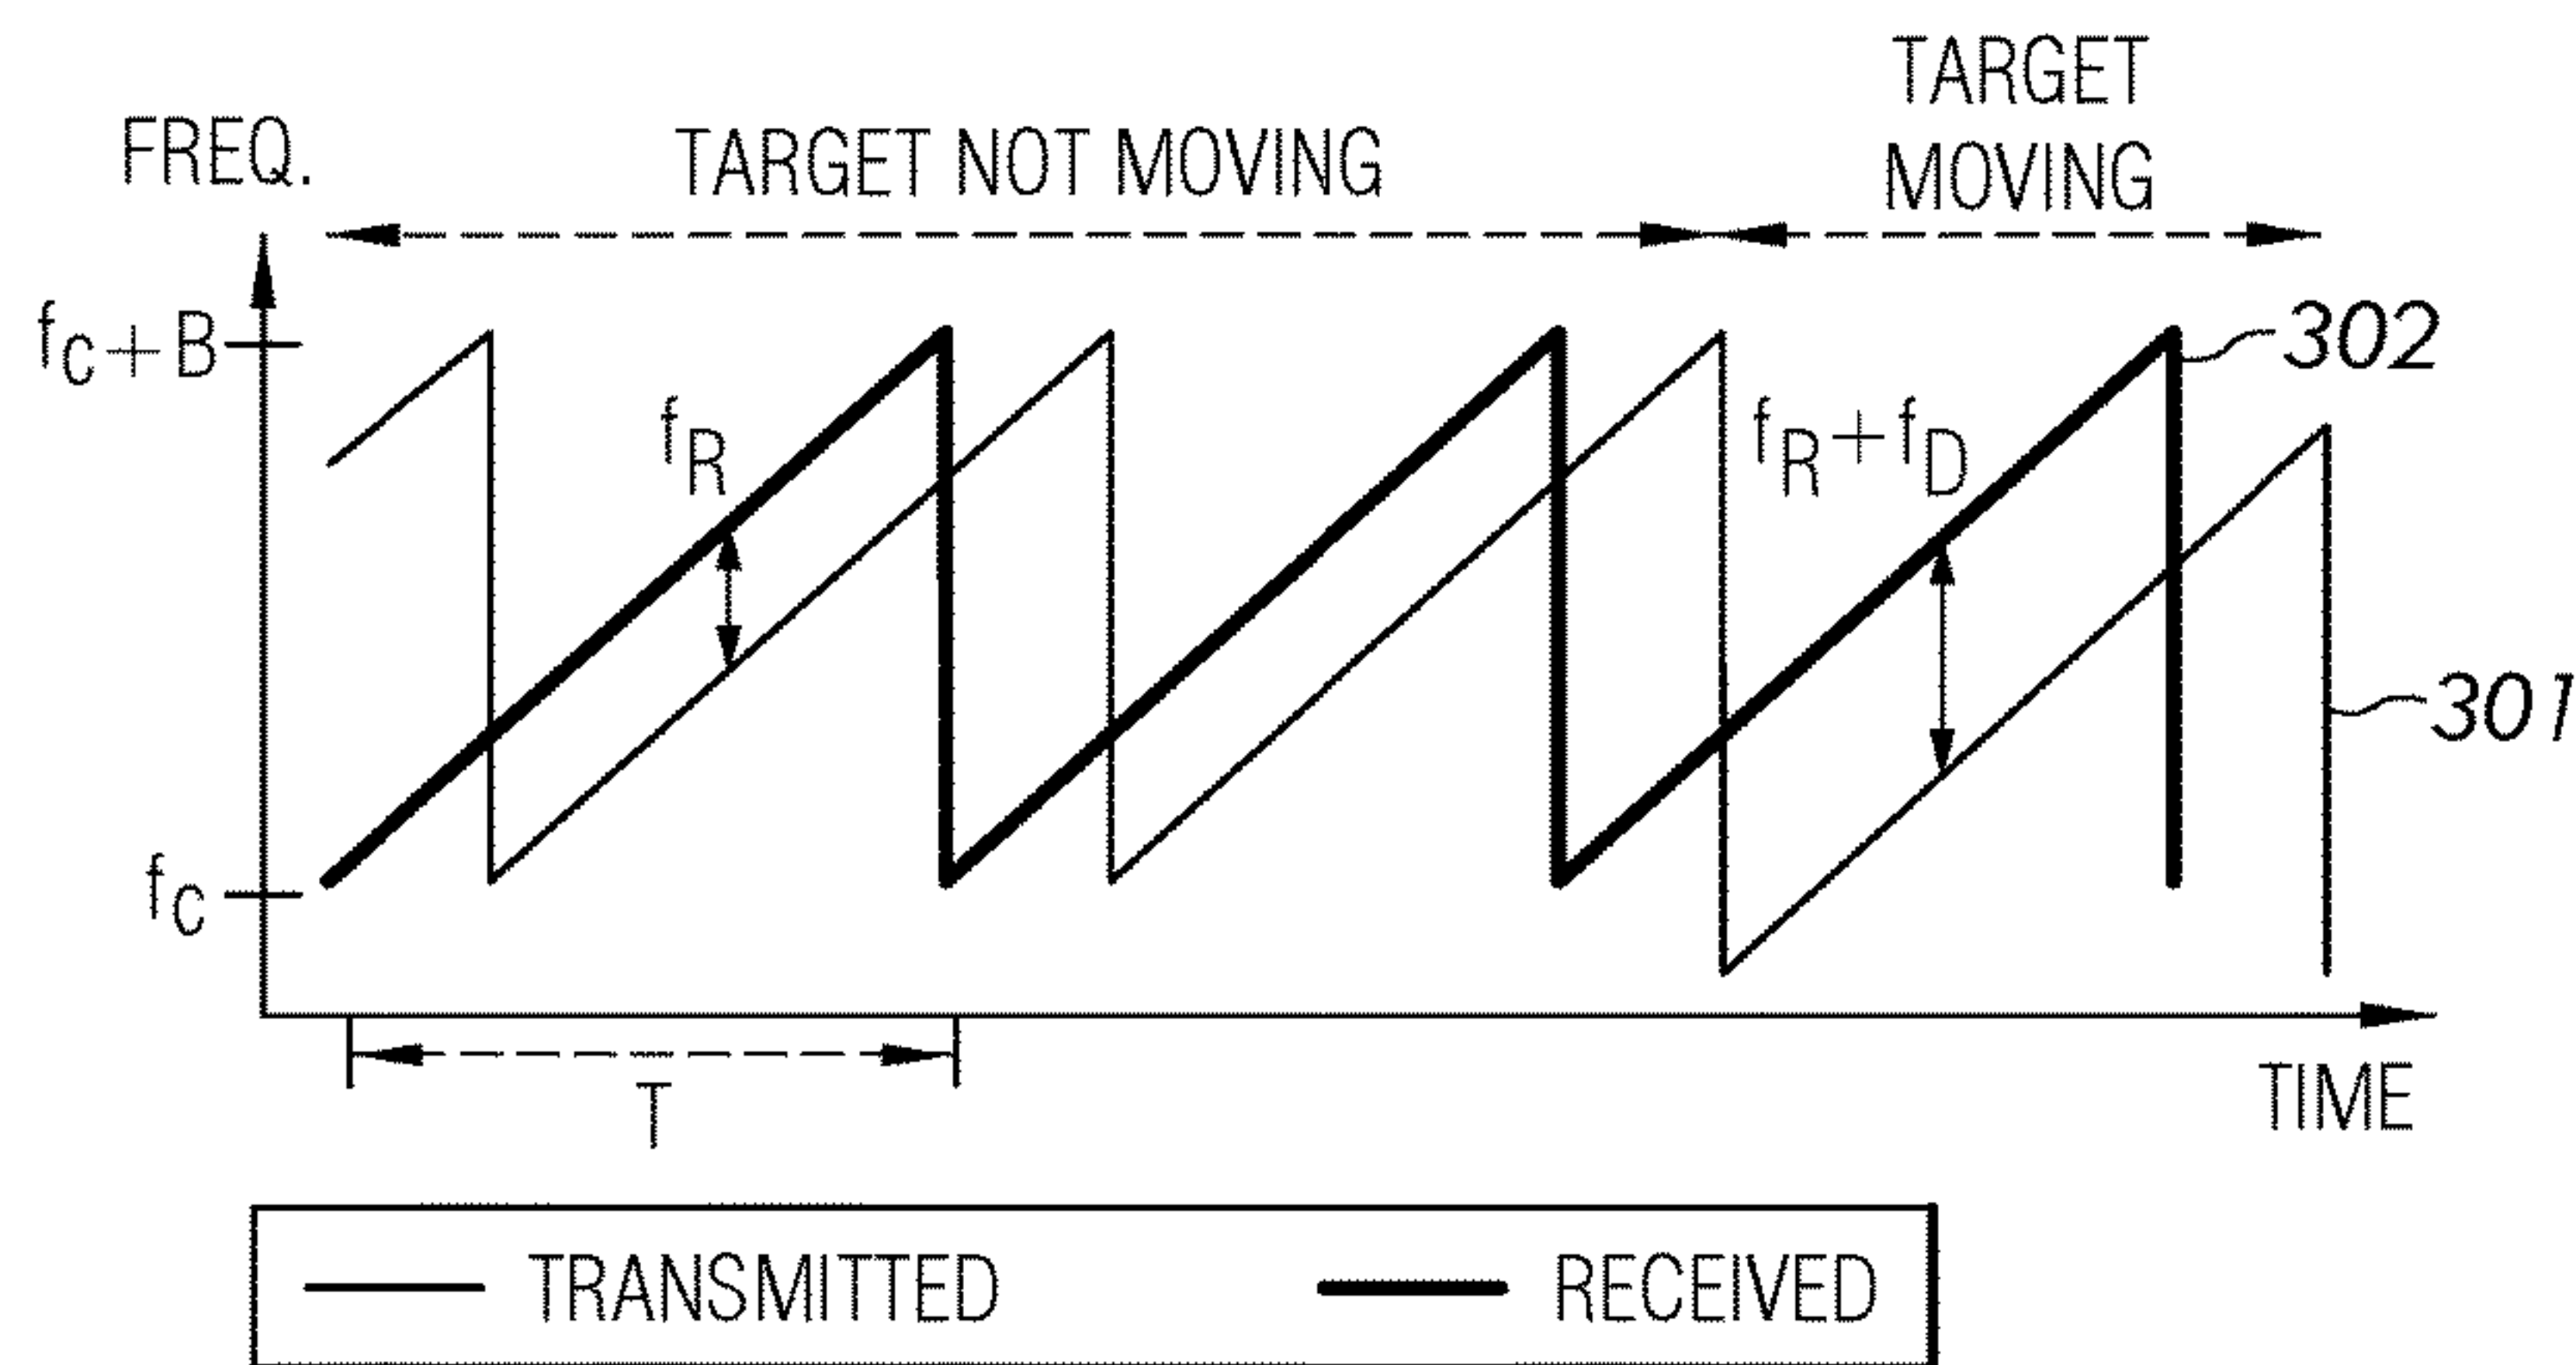 TARGET
MOVING
TARGET NOT MOVING
FREQ.
fC+B
302
fR
fR+fD
301
fC
T
TIME
TRANSMITTED RECEIVED